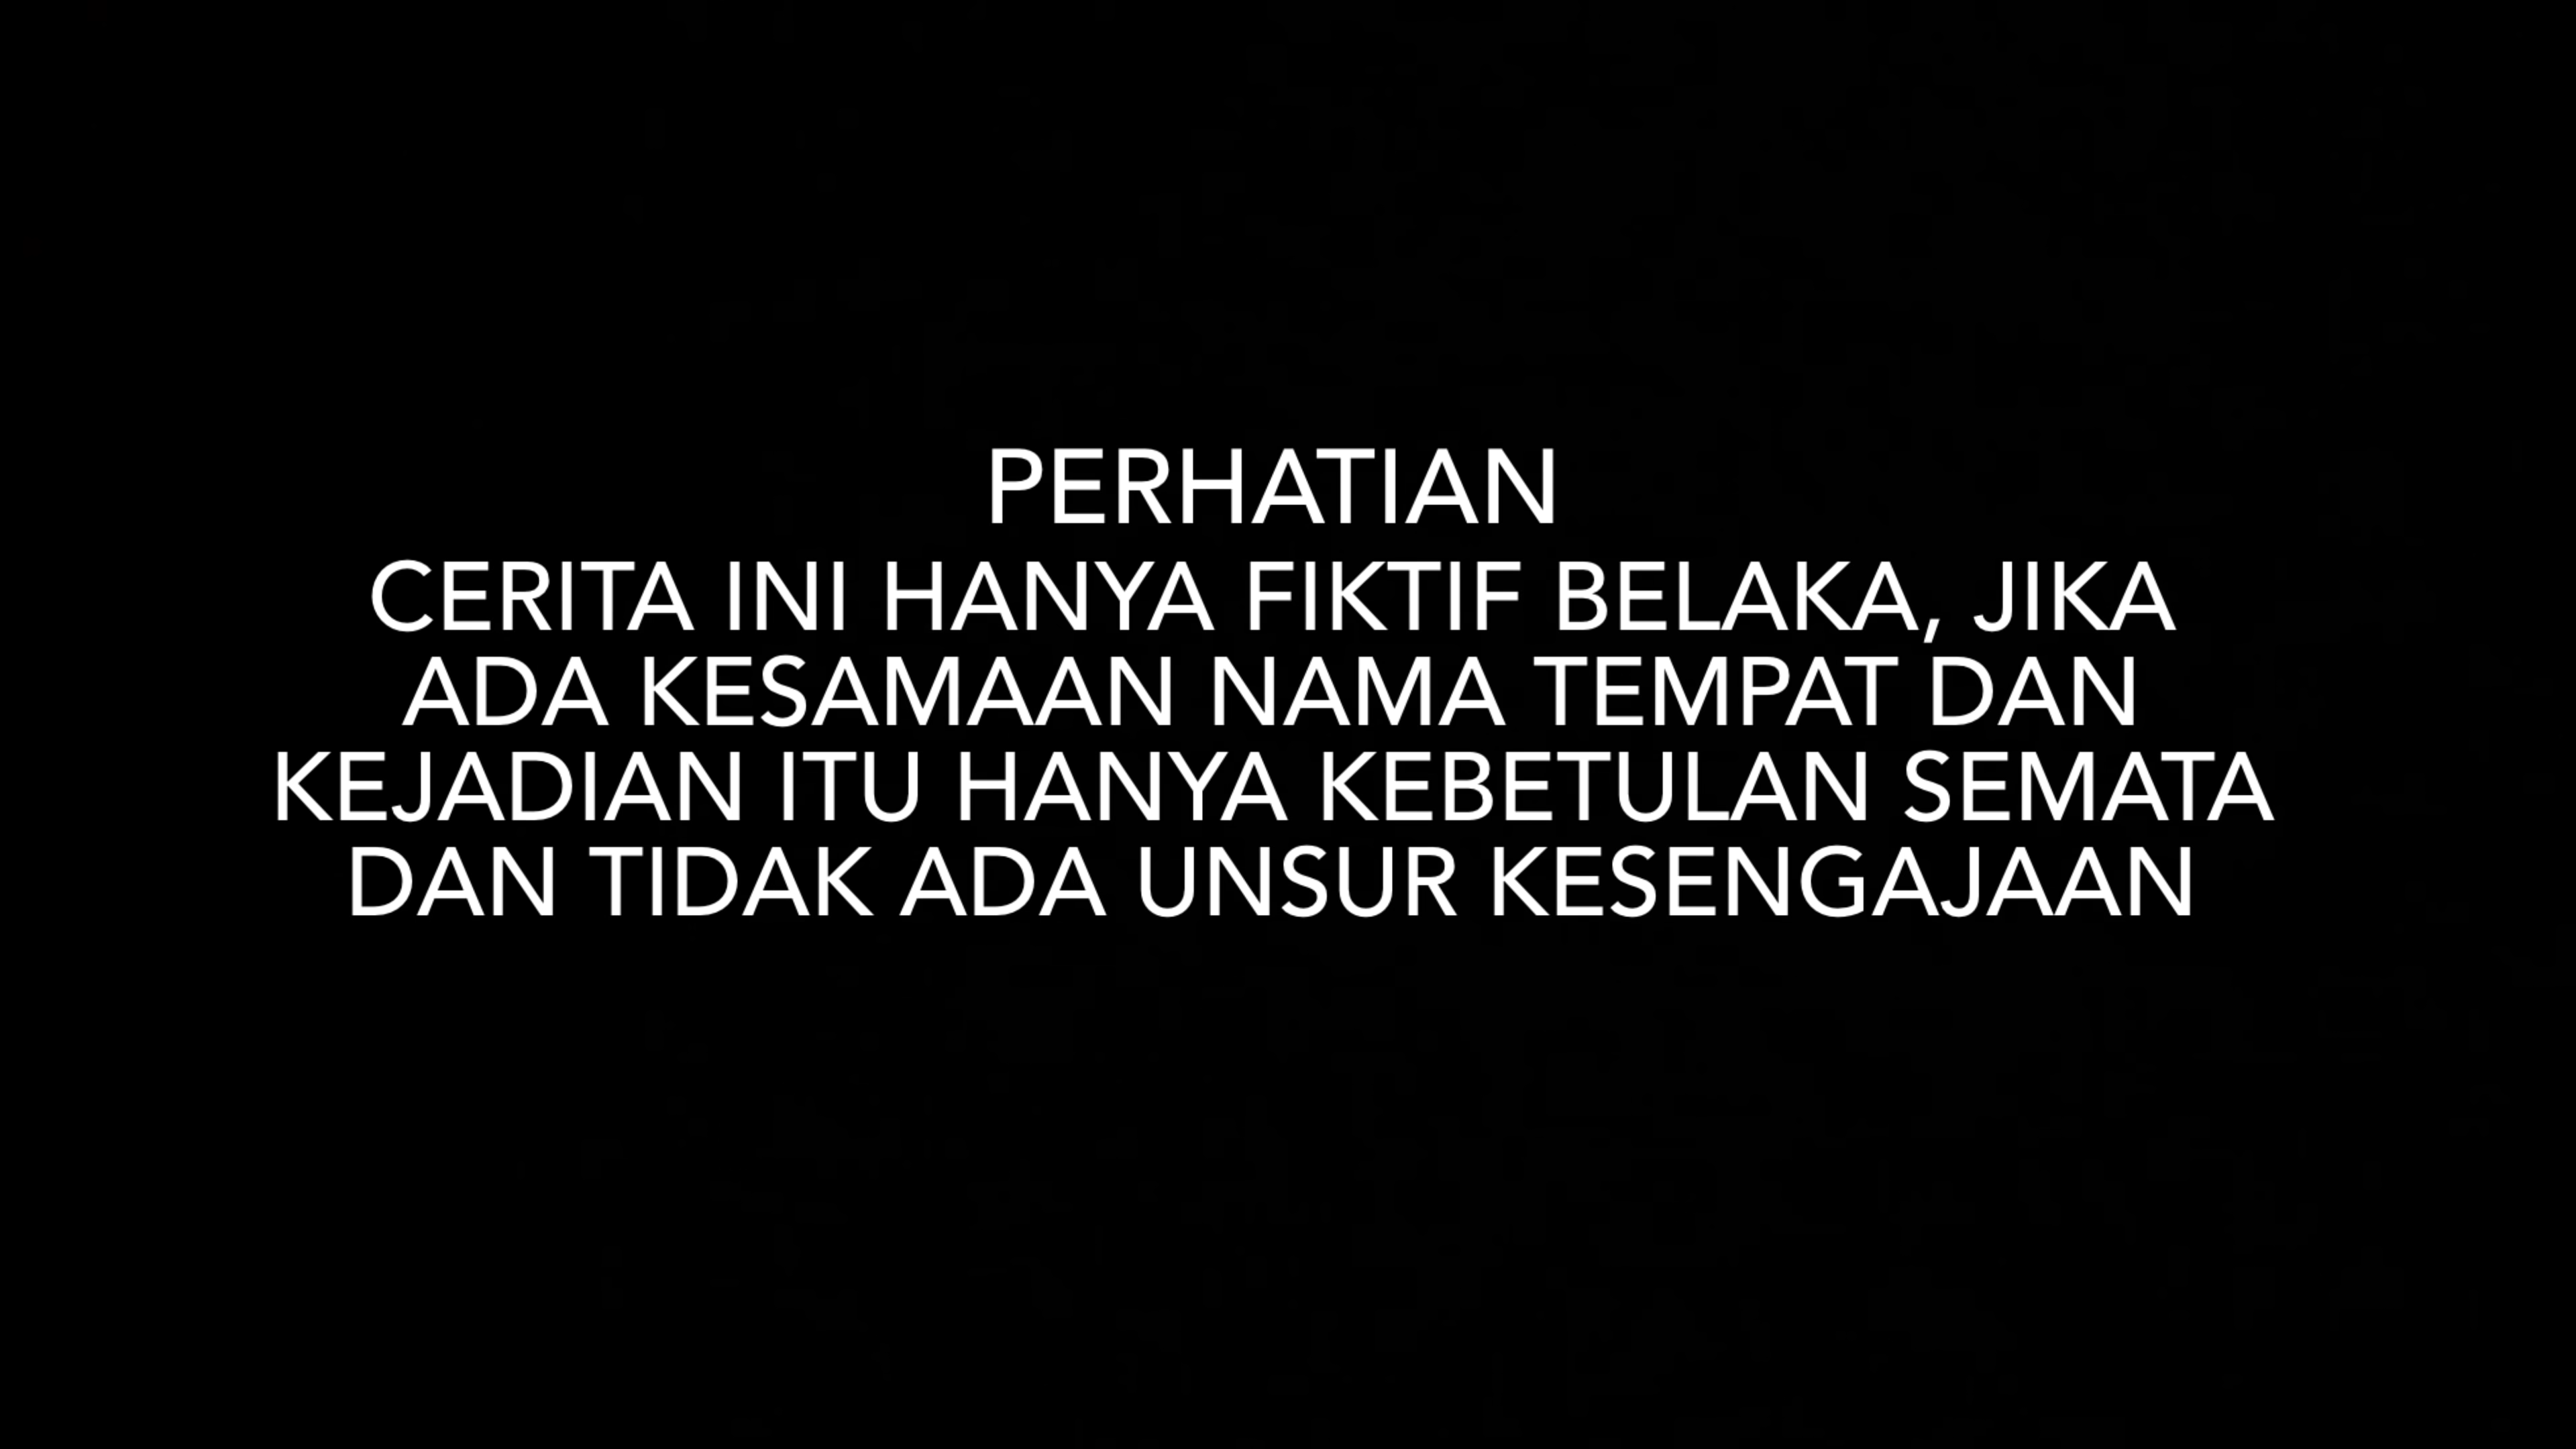 PERHATIAN
CERITA INI HANYA FIKTIF BELAKA, JIKA
ADA KESAMAAN NAMA TEMPAT DAN
KEJADIAN ITU HANYA KEBETULAN SEMATA
DAN TIDAK ADA UNSUR KESENGAJAAN